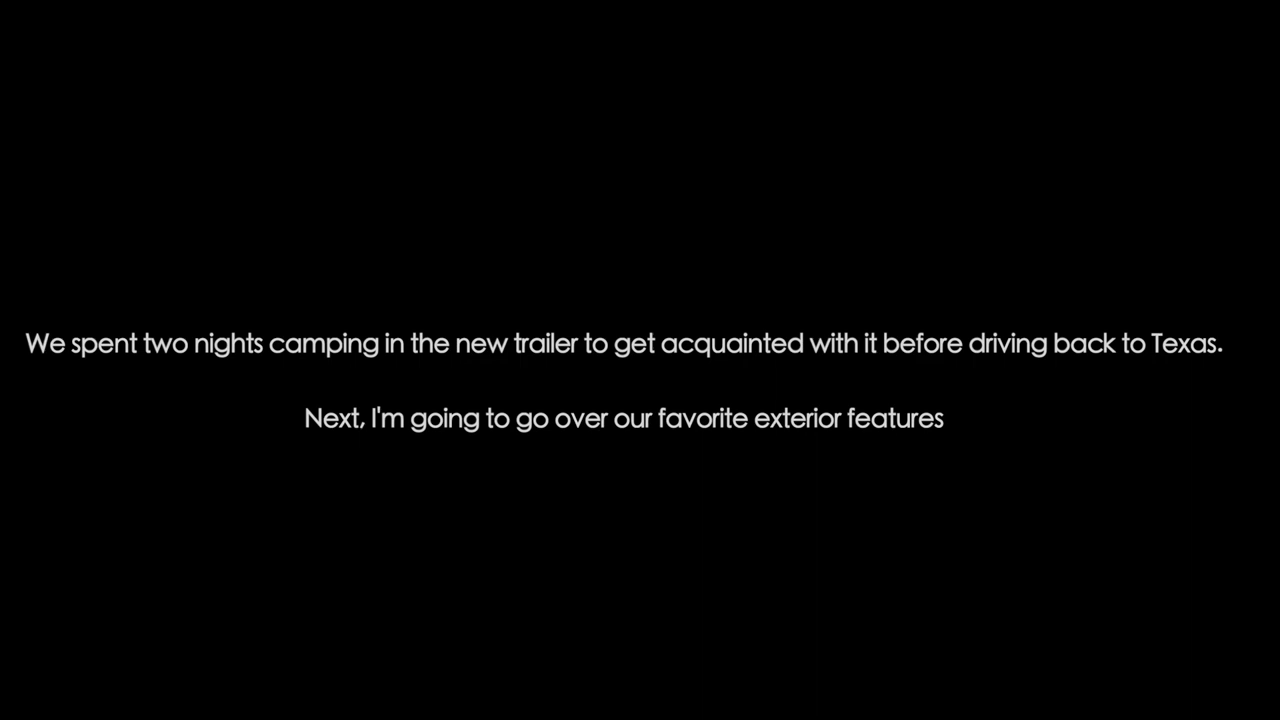 We spent two nights camping in the new trailer to get acquainted with it before driving back to Texas.
Next, I'm going to go over our favorite exterior features